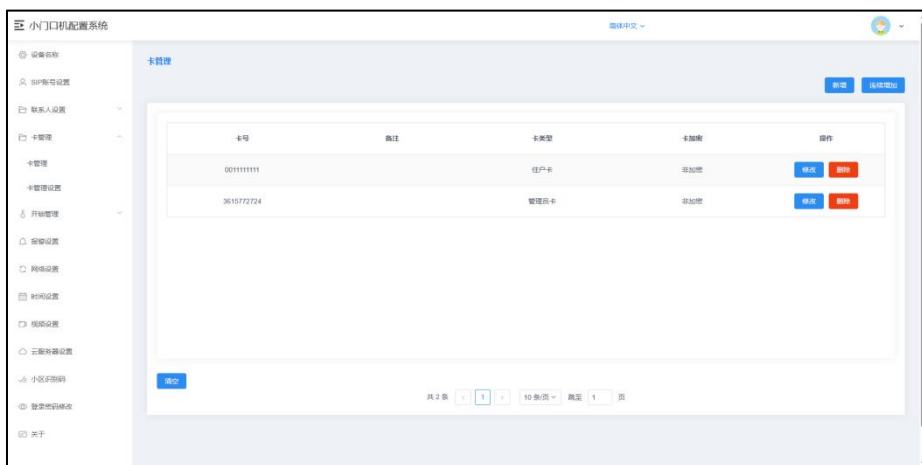 小门口机配置系统
简体中文
设备名称
SIP账号设置
联系人设置
卡管理
卡管理
卡管理设置
开锁管理
报警设置
网络设置
时间设置
视频设置
云服务器设置
小区识别码
登录密码修改
关于
卡管理
新增 连续增加
卡号 备注 卡类型 卡加密 操作
0011111111 住户卡 非加密 修改 删除
3615772724 管理员卡 非加密 修改 删除
清空
共 2 条 1 10 条/页 跳至 1 页